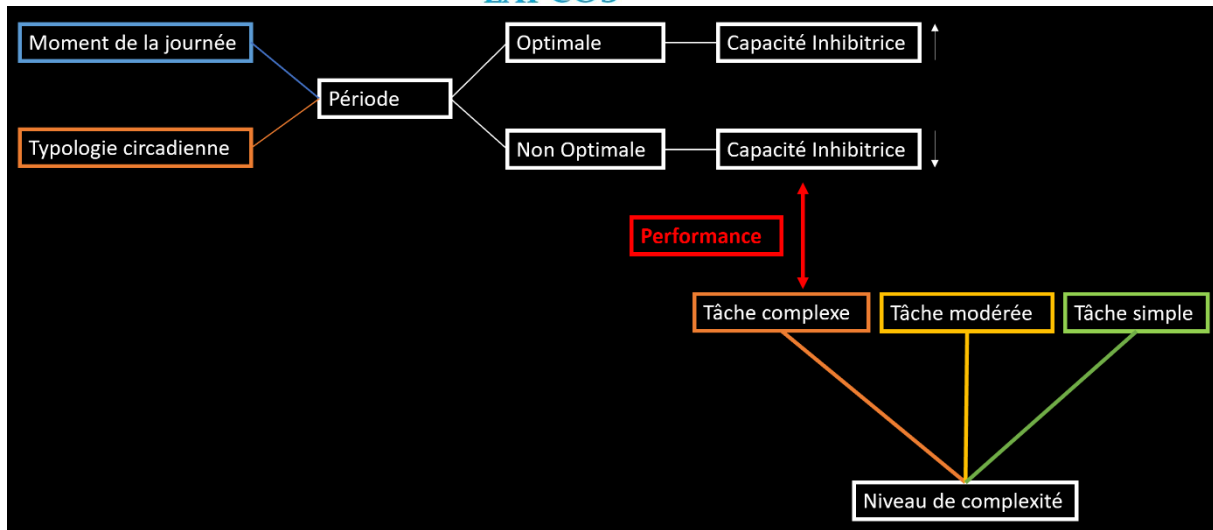 Moment de la journée
Optimale
Capacité Inhibitrice
Période
Typologie circadienne
Non Optimale
Capacité Inhibitrice
Performance
Tâche complexe
Tâche modérée
Tâche simple
Niveau de complexité